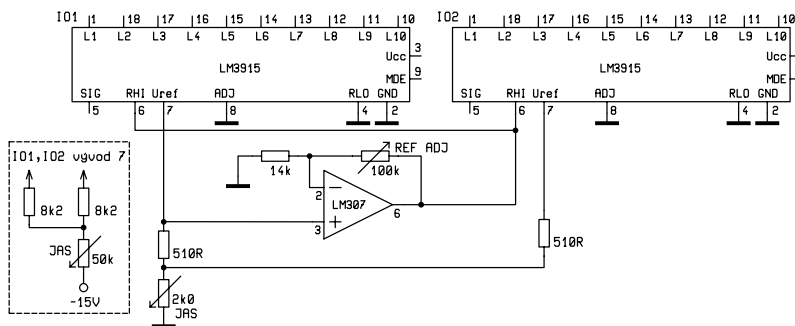 IO1 1 18 17 16 15 14 13 12 11 10
L1 L2 L3 L4 L5 L6 L7 L8 L9 L10
Ucc 3
LM3915
MDE 9
SIG RHI Uref ADJ RLO GND
5 6 7 8 4 2
IO2 1 18 17 16 15 14 13 12 11 10
L1 L2 L3 L4 L5 L6 L7 L8 L9 L10
Ucc
LM3915
MDE
SIG RHI Uref ADJ RLO GND
5 6 7 8 4 2
IO1,IO2 vývod 7
8k2 8k2
JAS
50k
-15V
14k
REF ADJ
100k
2
−
LM307
6
3
+
510R
510R
2k0
JAS